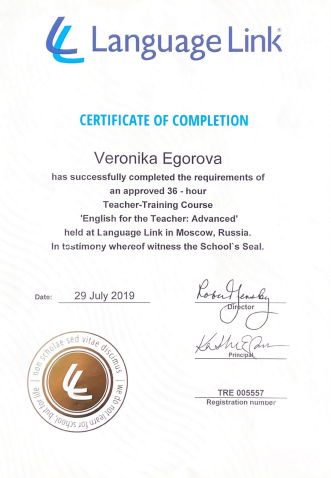 Language Link®
CERTIFICATE OF COMPLETION
Veronika Egorova
has successfully completed the requirements of
an approved 36 - hour
Teacher-Training Course
'English for the Teacher: Advanced'
held at Language Link in Moscow, Russia.
In testimony whereof witness the School`s Seal.
Date: 29 July 2019
Director
Principal
non scholae sed vitae discimus
we do not learn for school but for life
TRE 005557
Registration number